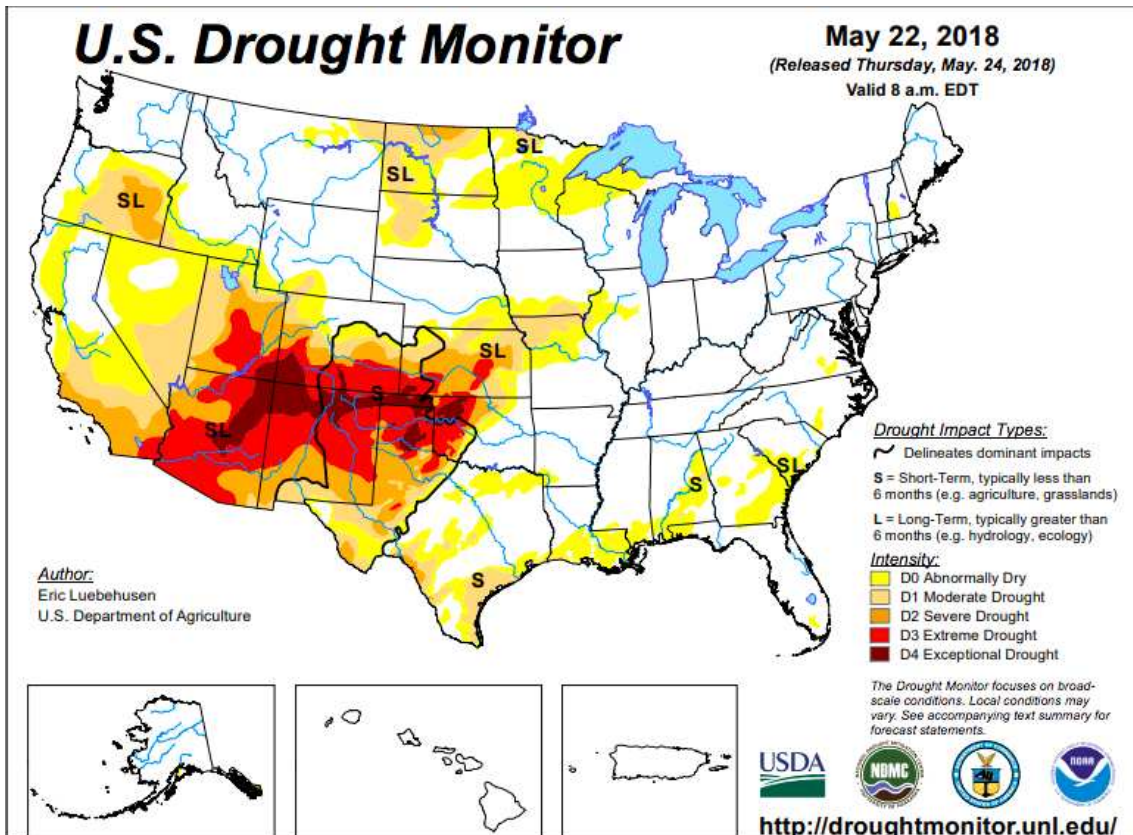 U.S. Drought Monitor
May 22, 2018
(Released Thursday, May. 24, 2018)
Valid 8 a.m. EDT
SL
SL
SL
SL
S
SL
S
SL
S
Drought Impact Types:
Delineates dominant impacts
S = Short-Term, typically less than
6 months (e.g. agriculture, grasslands)
L = Long-Term, typically greater than
6 months (e.g. hydrology, ecology)
Intensity:
D0 Abnormally Dry
D1 Moderate Drought
D2 Severe Drought
D3 Extreme Drought
D4 Exceptional Drought
Author:
Eric Luebehusen
U.S. Department of Agriculture
The Drought Monitor focuses on broad-
scale conditions. Local conditions may
vary. See accompanying text summary for
forecast statements.
USDA
NDMC
NOAA
http://droughtmonitor.unl.edu/